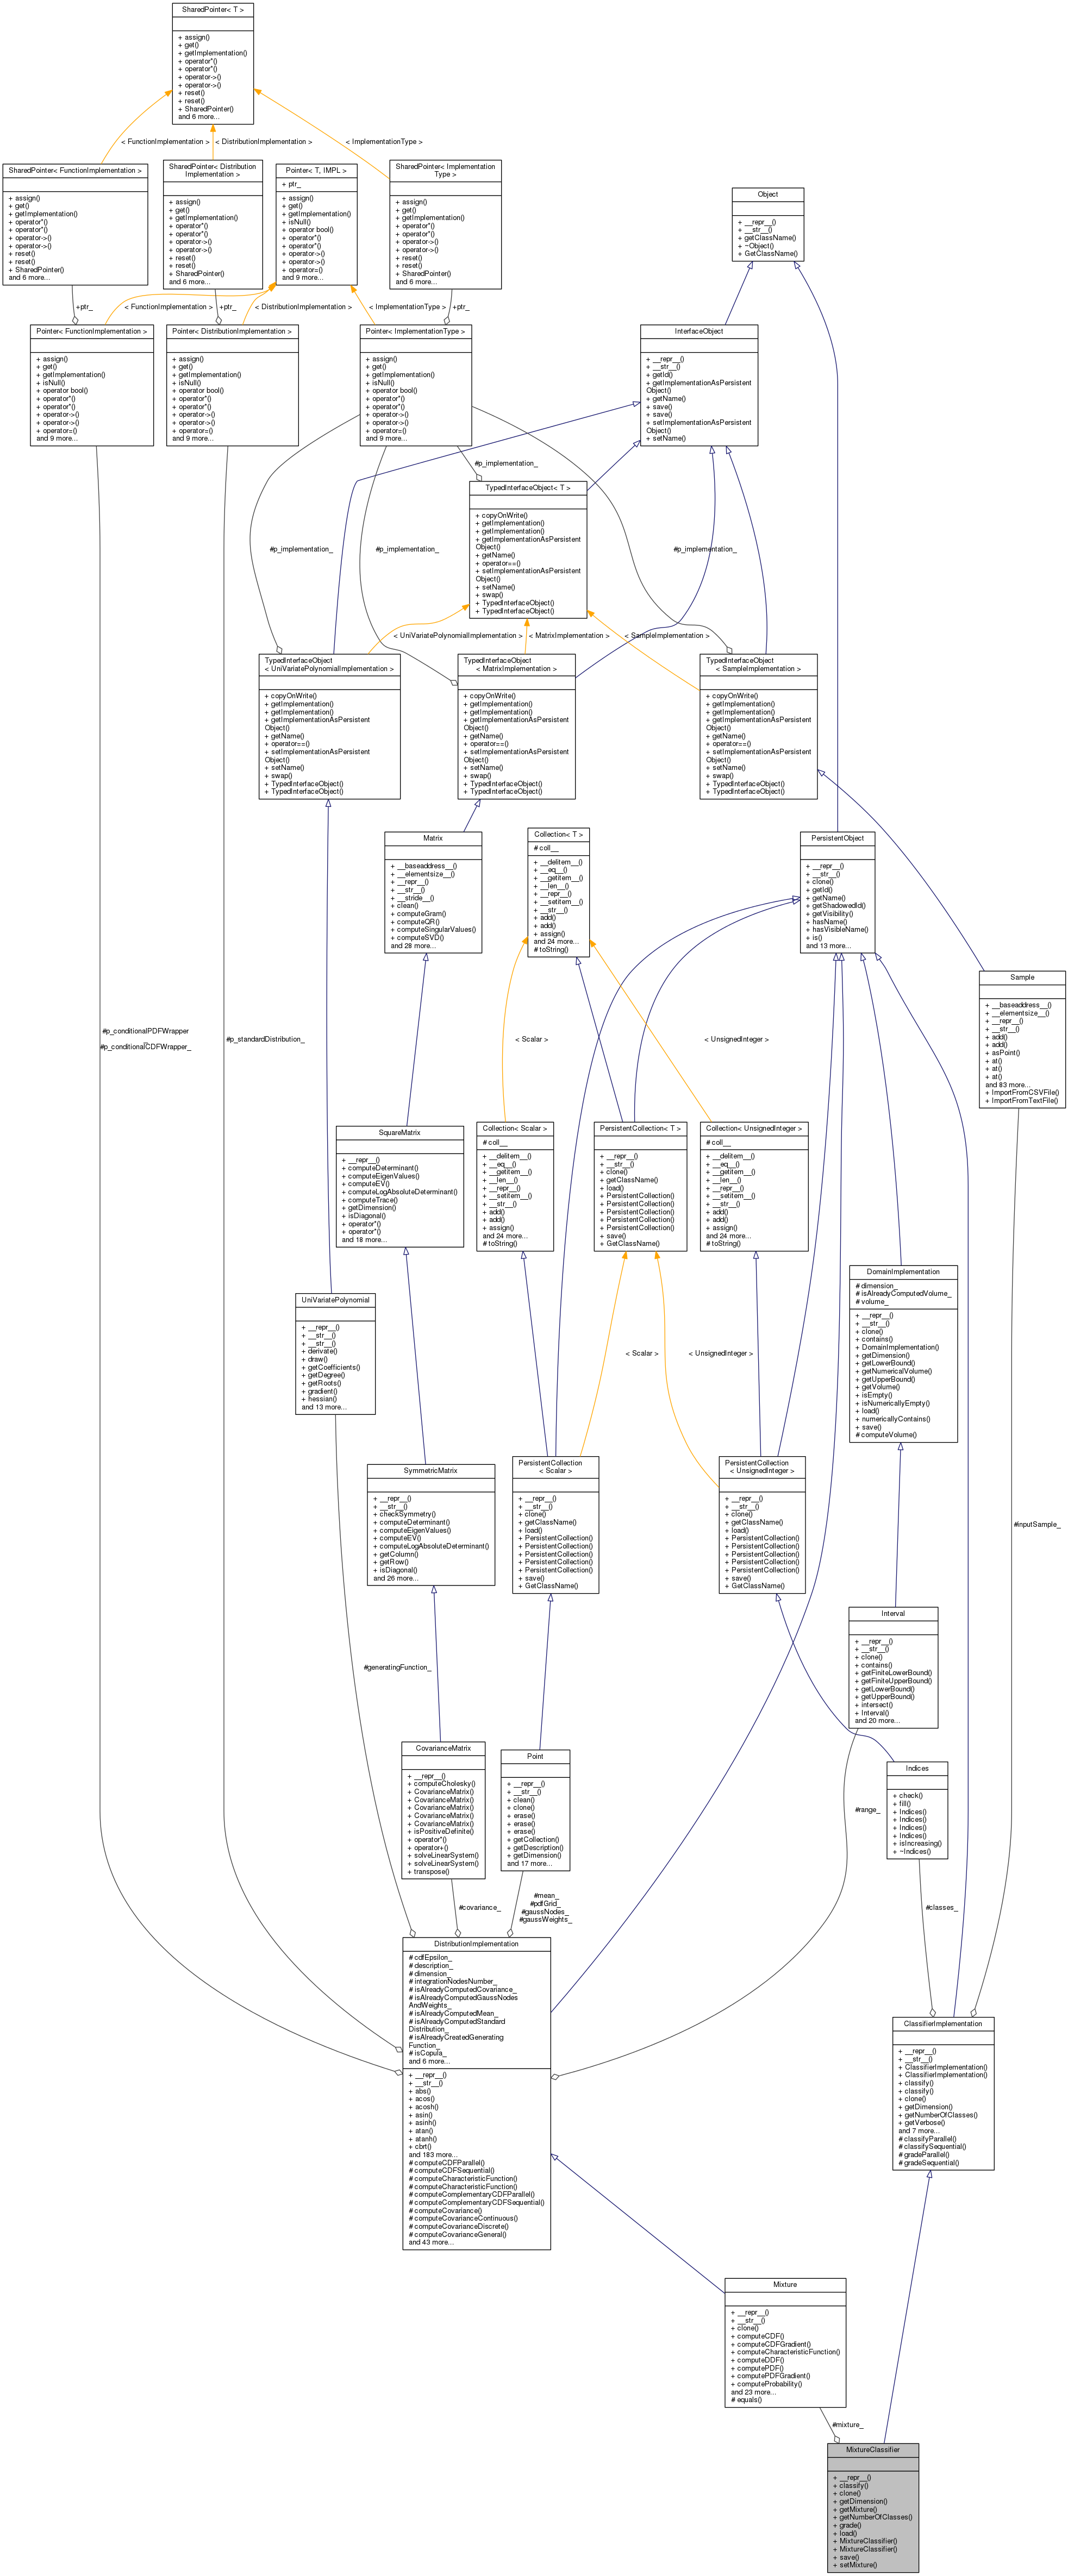 SharedPointer< T >
+ assign()
+ get()
+ getImplementation()
+ operator*()
+ operator*()
+ operator->()
+ operator->()
+ reset()
+ reset()
+ SharedPointer()
and 6 more...
< FunctionImplementation >
< DistributionImplementation >
< ImplementationType >
SharedPointer< FunctionImplementation >
+ assign()
+ get()
+ getImplementation()
+ operator*()
+ operator*()
+ operator->()
+ operator->()
+ reset()
+ reset()
+ SharedPointer()
and 6 more...
SharedPointer< Distribution
Implementation >
+ assign()
+ get()
+ getImplementation()
+ operator*()
+ operator*()
+ operator->()
+ operator->()
+ reset()
+ reset()
+ SharedPointer()
and 6 more...
Pointer< T, IMPL >
+ ptr_
+ assign()
+ get()
+ getImplementation()
+ isNull()
+ operator bool()
+ operator*()
+ operator*()
+ operator->()
+ operator->()
+ operator=()
and 9 more...
SharedPointer< Implementation
Type >
+ assign()
+ get()
+ getImplementation()
+ operator*()
+ operator*()
+ operator->()
+ operator->()
+ reset()
+ reset()
+ SharedPointer()
and 6 more...
Object
+ __repr__()
+ __str__()
+ getClassName()
+ ~Object()
+ GetClassName()
+ptr_
< FunctionImplementation >
+ptr_
< DistributionImplementation >
< ImplementationType >
+ptr_
Pointer< FunctionImplementation >
+ assign()
+ get()
+ getImplementation()
+ isNull()
+ operator bool()
+ operator*()
+ operator*()
+ operator->()
+ operator->()
+ operator=()
and 9 more...
Pointer< DistributionImplementation >
+ assign()
+ get()
+ getImplementation()
+ isNull()
+ operator bool()
+ operator*()
+ operator*()
+ operator->()
+ operator->()
+ operator=()
and 9 more...
Pointer< ImplementationType >
+ assign()
+ get()
+ getImplementation()
+ isNull()
+ operator bool()
+ operator*()
+ operator*()
+ operator->()
+ operator->()
+ operator=()
and 9 more...
InterfaceObject
+ __repr__()
+ __str__()
+ getId()
+ getImplementationAsPersistent
Object()
+ getName()
+ save()
+ save()
+ setImplementationAsPersistent
Object()
+ setName()
#p_implementation_
TypedInterfaceObject< T >
+ copyOnWrite()
+ getImplementation()
+ getImplementation()
+ getImplementationAsPersistent
Object()
+ getName()
+ operator==()
+ setImplementationAsPersistent
Object()
+ setName()
+ swap()
+ TypedInterfaceObject()
+ TypedInterfaceObject()
#p_implementation_
#p_implementation_
#p_implementation_
< UniVariatePolynomialImplementation >
< MatrixImplementation >
< SampleImplementation >
TypedInterfaceObject
< UniVariatePolynomialImplementation >
+ copyOnWrite()
+ getImplementation()
+ getImplementation()
+ getImplementationAsPersistent
Object()
+ getName()
+ operator==()
+ setImplementationAsPersistent
Object()
+ setName()
+ swap()
+ TypedInterfaceObject()
+ TypedInterfaceObject()
TypedInterfaceObject
< MatrixImplementation >
+ copyOnWrite()
+ getImplementation()
+ getImplementation()
+ getImplementationAsPersistent
Object()
+ getName()
+ operator==()
+ setImplementationAsPersistent
Object()
+ setName()
+ swap()
+ TypedInterfaceObject()
+ TypedInterfaceObject()
TypedInterfaceObject
< SampleImplementation >
+ copyOnWrite()
+ getImplementation()
+ getImplementation()
+ getImplementationAsPersistent
Object()
+ getName()
+ operator==()
+ setImplementationAsPersistent
Object()
+ setName()
+ swap()
+ TypedInterfaceObject()
+ TypedInterfaceObject()
Matrix
+ __baseaddress__()
+ __elementsize__()
+ __repr__()
+ __str__()
+ __stride__()
+ clean()
+ computeGram()
+ computeQR()
+ computeSingularValues()
+ computeSVD()
and 28 more...
Collection< T >
# coll__
+ __delitem__()
+ __eq__()
+ __getitem__()
+ __len__()
+ __repr__()
+ __setitem__()
+ __str__()
+ add()
+ add()
+ assign()
and 24 more...
# toString()
PersistentObject
+ __repr__()
+ __str__()
+ clone()
+ getId()
+ getName()
+ getShadowedId()
+ getVisibility()
+ hasName()
+ hasVisibleName()
+ is()
and 13 more...
Sample
+ __baseaddress__()
+ __elementsize__()
+ __repr__()
+ __str__()
+ add()
+ add()
+ asPoint()
+ at()
+ at()
+ at()
and 83 more...
+ ImportFromCSVFile()
+ ImportFromTextFile()
#p_conditionalPDFWrapper
_
#p_conditionalCDFWrapper_
#p_standardDistribution_
< Scalar >
< UnsignedInteger >
SquareMatrix
+ __repr__()
+ computeDeterminant()
+ computeEigenValues()
+ computeEV()
+ computeLogAbsoluteDeterminant()
+ computeTrace()
+ getDimension()
+ isDiagonal()
+ operator*()
+ operator*()
and 18 more...
Collection< Scalar >
# coll__
+ __delitem__()
+ __eq__()
+ __getitem__()
+ __len__()
+ __repr__()
+ __setitem__()
+ __str__()
+ add()
+ add()
+ assign()
and 24 more...
# toString()
PersistentCollection< T >
+ __repr__()
+ __str__()
+ clone()
+ getClassName()
+ load()
+ PersistentCollection()
+ PersistentCollection()
+ PersistentCollection()
+ PersistentCollection()
+ PersistentCollection()
+ save()
+ GetClassName()
Collection< UnsignedInteger >
# coll__
+ __delitem__()
+ __eq__()
+ __getitem__()
+ __len__()
+ __repr__()
+ __setitem__()
+ __str__()
+ add()
+ add()
+ assign()
and 24 more...
# toString()
DomainImplementation
# dimension_
# isAlreadyComputedVolume_
# volume_
+ __repr__()
+ __str__()
+ clone()
+ contains()
+ DomainImplementation()
+ getDimension()
+ getLowerBound()
+ getNumericalVolume()
+ getUpperBound()
+ getVolume()
+ isEmpty()
+ isNumericallyEmpty()
+ load()
+ numericallyContains()
+ save()
# computeVolume()
UniVariatePolynomial
+ __repr__()
+ __str__()
+ __str__()
+ derivate()
+ draw()
+ getCoefficients()
+ getDegree()
+ getRoots()
+ gradient()
+ hessian()
and 13 more...
< Scalar >
< UnsignedInteger >
SymmetricMatrix
+ __repr__()
+ __str__()
+ checkSymmetry()
+ computeDeterminant()
+ computeEigenValues()
+ computeEV()
+ computeLogAbsoluteDeterminant()
+ getColumn()
+ getRow()
+ isDiagonal()
and 26 more...
PersistentCollection
< Scalar >
+ __repr__()
+ __str__()
+ clone()
+ getClassName()
+ load()
+ PersistentCollection()
+ PersistentCollection()
+ PersistentCollection()
+ PersistentCollection()
+ save()
+ GetClassName()
PersistentCollection
< UnsignedInteger >
+ __repr__()
+ __str__()
+ clone()
+ getClassName()
+ load()
+ PersistentCollection()
+ PersistentCollection()
+ PersistentCollection()
+ PersistentCollection()
+ save()
+ GetClassName()
#inputSample_
Interval
+ __repr__()
+ __str__()
+ clone()
+ contains()
+ getFiniteLowerBound()
+ getFiniteUpperBound()
+ getLowerBound()
+ getUpperBound()
+ intersect()
+ Interval()
and 20 more...
#generatingFunction_
CovarianceMatrix
+ __repr__()
+ computeCholesky()
+ CovarianceMatrix()
+ CovarianceMatrix()
+ CovarianceMatrix()
+ CovarianceMatrix()
+ CovarianceMatrix()
+ isPositiveDefinite()
+ operator*()
+ operator+()
+ solveLinearSystem()
+ solveLinearSystem()
+ transpose()
Point
+ __repr__()
+ __str__()
+ clean()
+ clone()
+ erase()
+ erase()
+ erase()
+ getCollection()
+ getDescription()
+ getDimension()
and 17 more...
#range_
Indices
+ check()
+ fill()
+ Indices()
+ Indices()
+ Indices()
+ Indices()
+ isIncreasing()
+ ~Indices()
#covariance_
#mean_
#pdfGrid_
#gaussNodes_
#gaussWeights_
#classes_
DistributionImplementation
# cdfEpsilon_
# description_
# dimension_
# integrationNodesNumber_
# isAlreadyComputedCovariance_
# isAlreadyComputedGaussNodes
AndWeights_
# isAlreadyComputedMean_
# isAlreadyComputedStandard
Distribution_
# isAlreadyCreatedGenerating
Function_
# isCopula_
and 6 more...
+ __repr__()
+ __str__()
+ abs()
+ acos()
+ acosh()
+ asin()
+ asinh()
+ atan()
+ atanh()
+ cbrt()
and 183 more...
# computeCDFParallel()
# computeCDFSequential()
# computeCharacteristicFunction()
# computeCharacteristicFunction()
# computeComplementaryCDFParallel()
# computeComplementaryCDFSequential()
# computeCovariance()
# computeCovarianceContinuous()
# computeCovarianceDiscrete()
# computeCovarianceGeneral()
and 43 more...
ClassifierImplementation
+ __repr__()
+ __str__()
+ ClassifierImplementation()
+ ClassifierImplementation()
+ classify()
+ classify()
+ clone()
+ getDimension()
+ getNumberOfClasses()
+ getVerbose()
and 7 more...
# classifyParallel()
# classifySequential()
# gradeParallel()
# gradeSequential()
Mixture
+ __repr__()
+ __str__()
+ clone()
+ computeCDF()
+ computeCDFGradient()
+ computeCharacteristicFunction()
+ computeDDF()
+ computePDF()
+ computePDFGradient()
+ computeProbability()
and 23 more...
# equals()
#mixture_
MixtureClassifier
+ __repr__()
+ classify()
+ clone()
+ getDimension()
+ getMixture()
+ getNumberOfClasses()
+ grade()
+ load()
+ MixtureClassifier()
+ MixtureClassifier()
+ save()
+ setMixture()